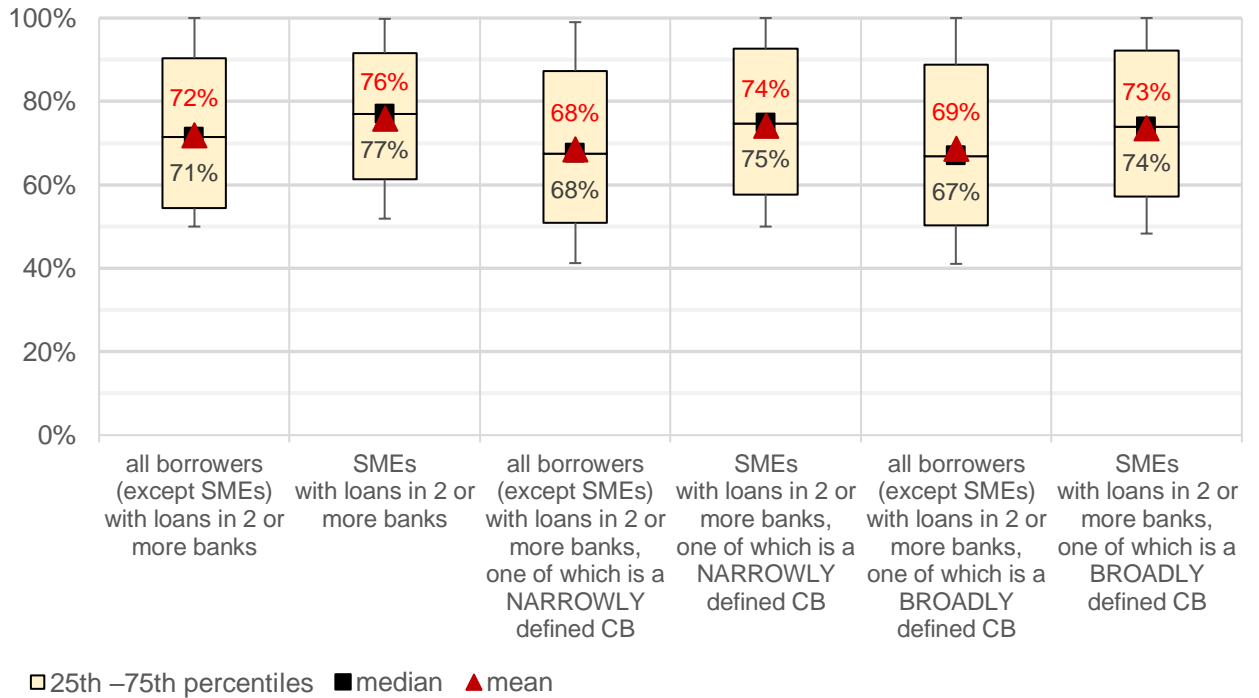 100%
80%
60%
40%
20%
0%
72%
71%
76%
77%
68%
68%
74%
75%
69%
67%
73%
74%
all borrowers
(except SMEs)
with loans in 2 or
more banks
SMEs
with loans in 2 or
more banks
all borrowers
(except SMEs)
with loans in 2 or
more banks,
one of which is a
NARROWLY
defined CB
SMEs
with loans in 2 or
more banks,
one of which is a
NARROWLY
defined CB
all borrowers
(except SMEs)
with loans in 2 or
more banks,
one of which is a
BROADLY
defined CB
SMEs
with loans in 2 or
more banks,
one of which is a
BROADLY
defined CB
25th –75th percentiles median mean